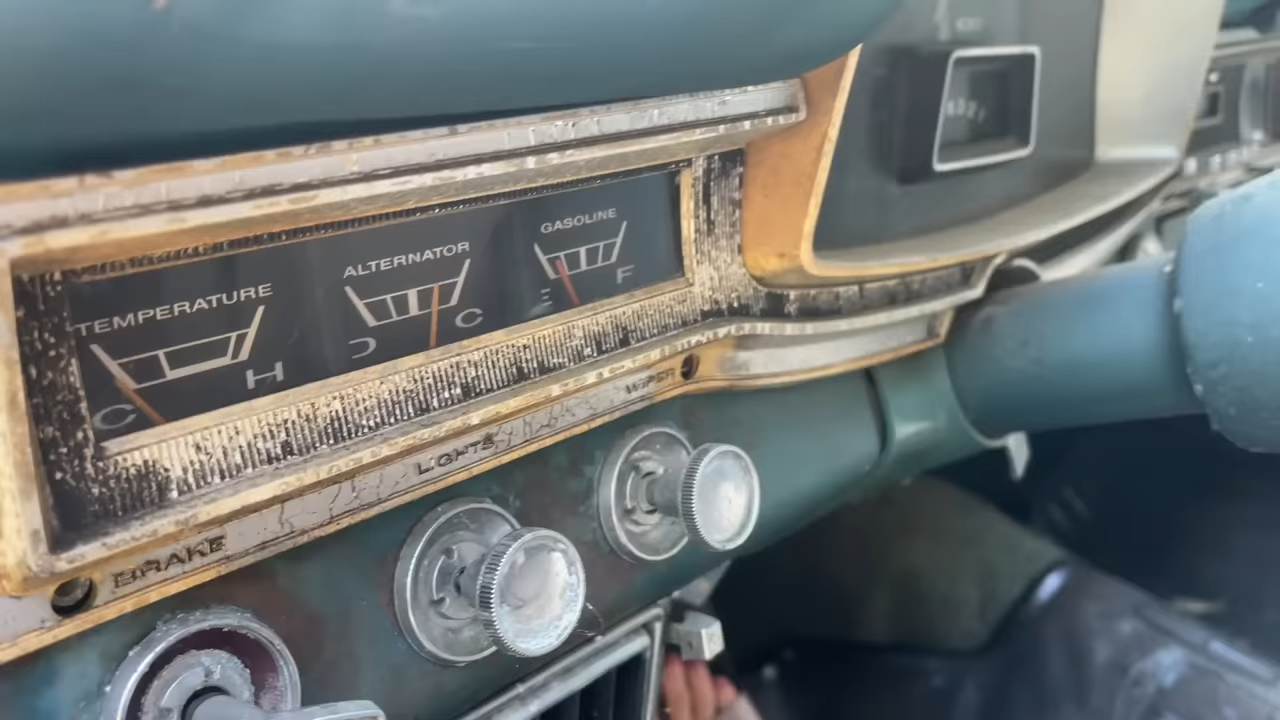 TEMPERATURE
C
H
ALTERNATOR
D
C
GASOLINE
E
F
BRAKE
LIGHTS
WIPER